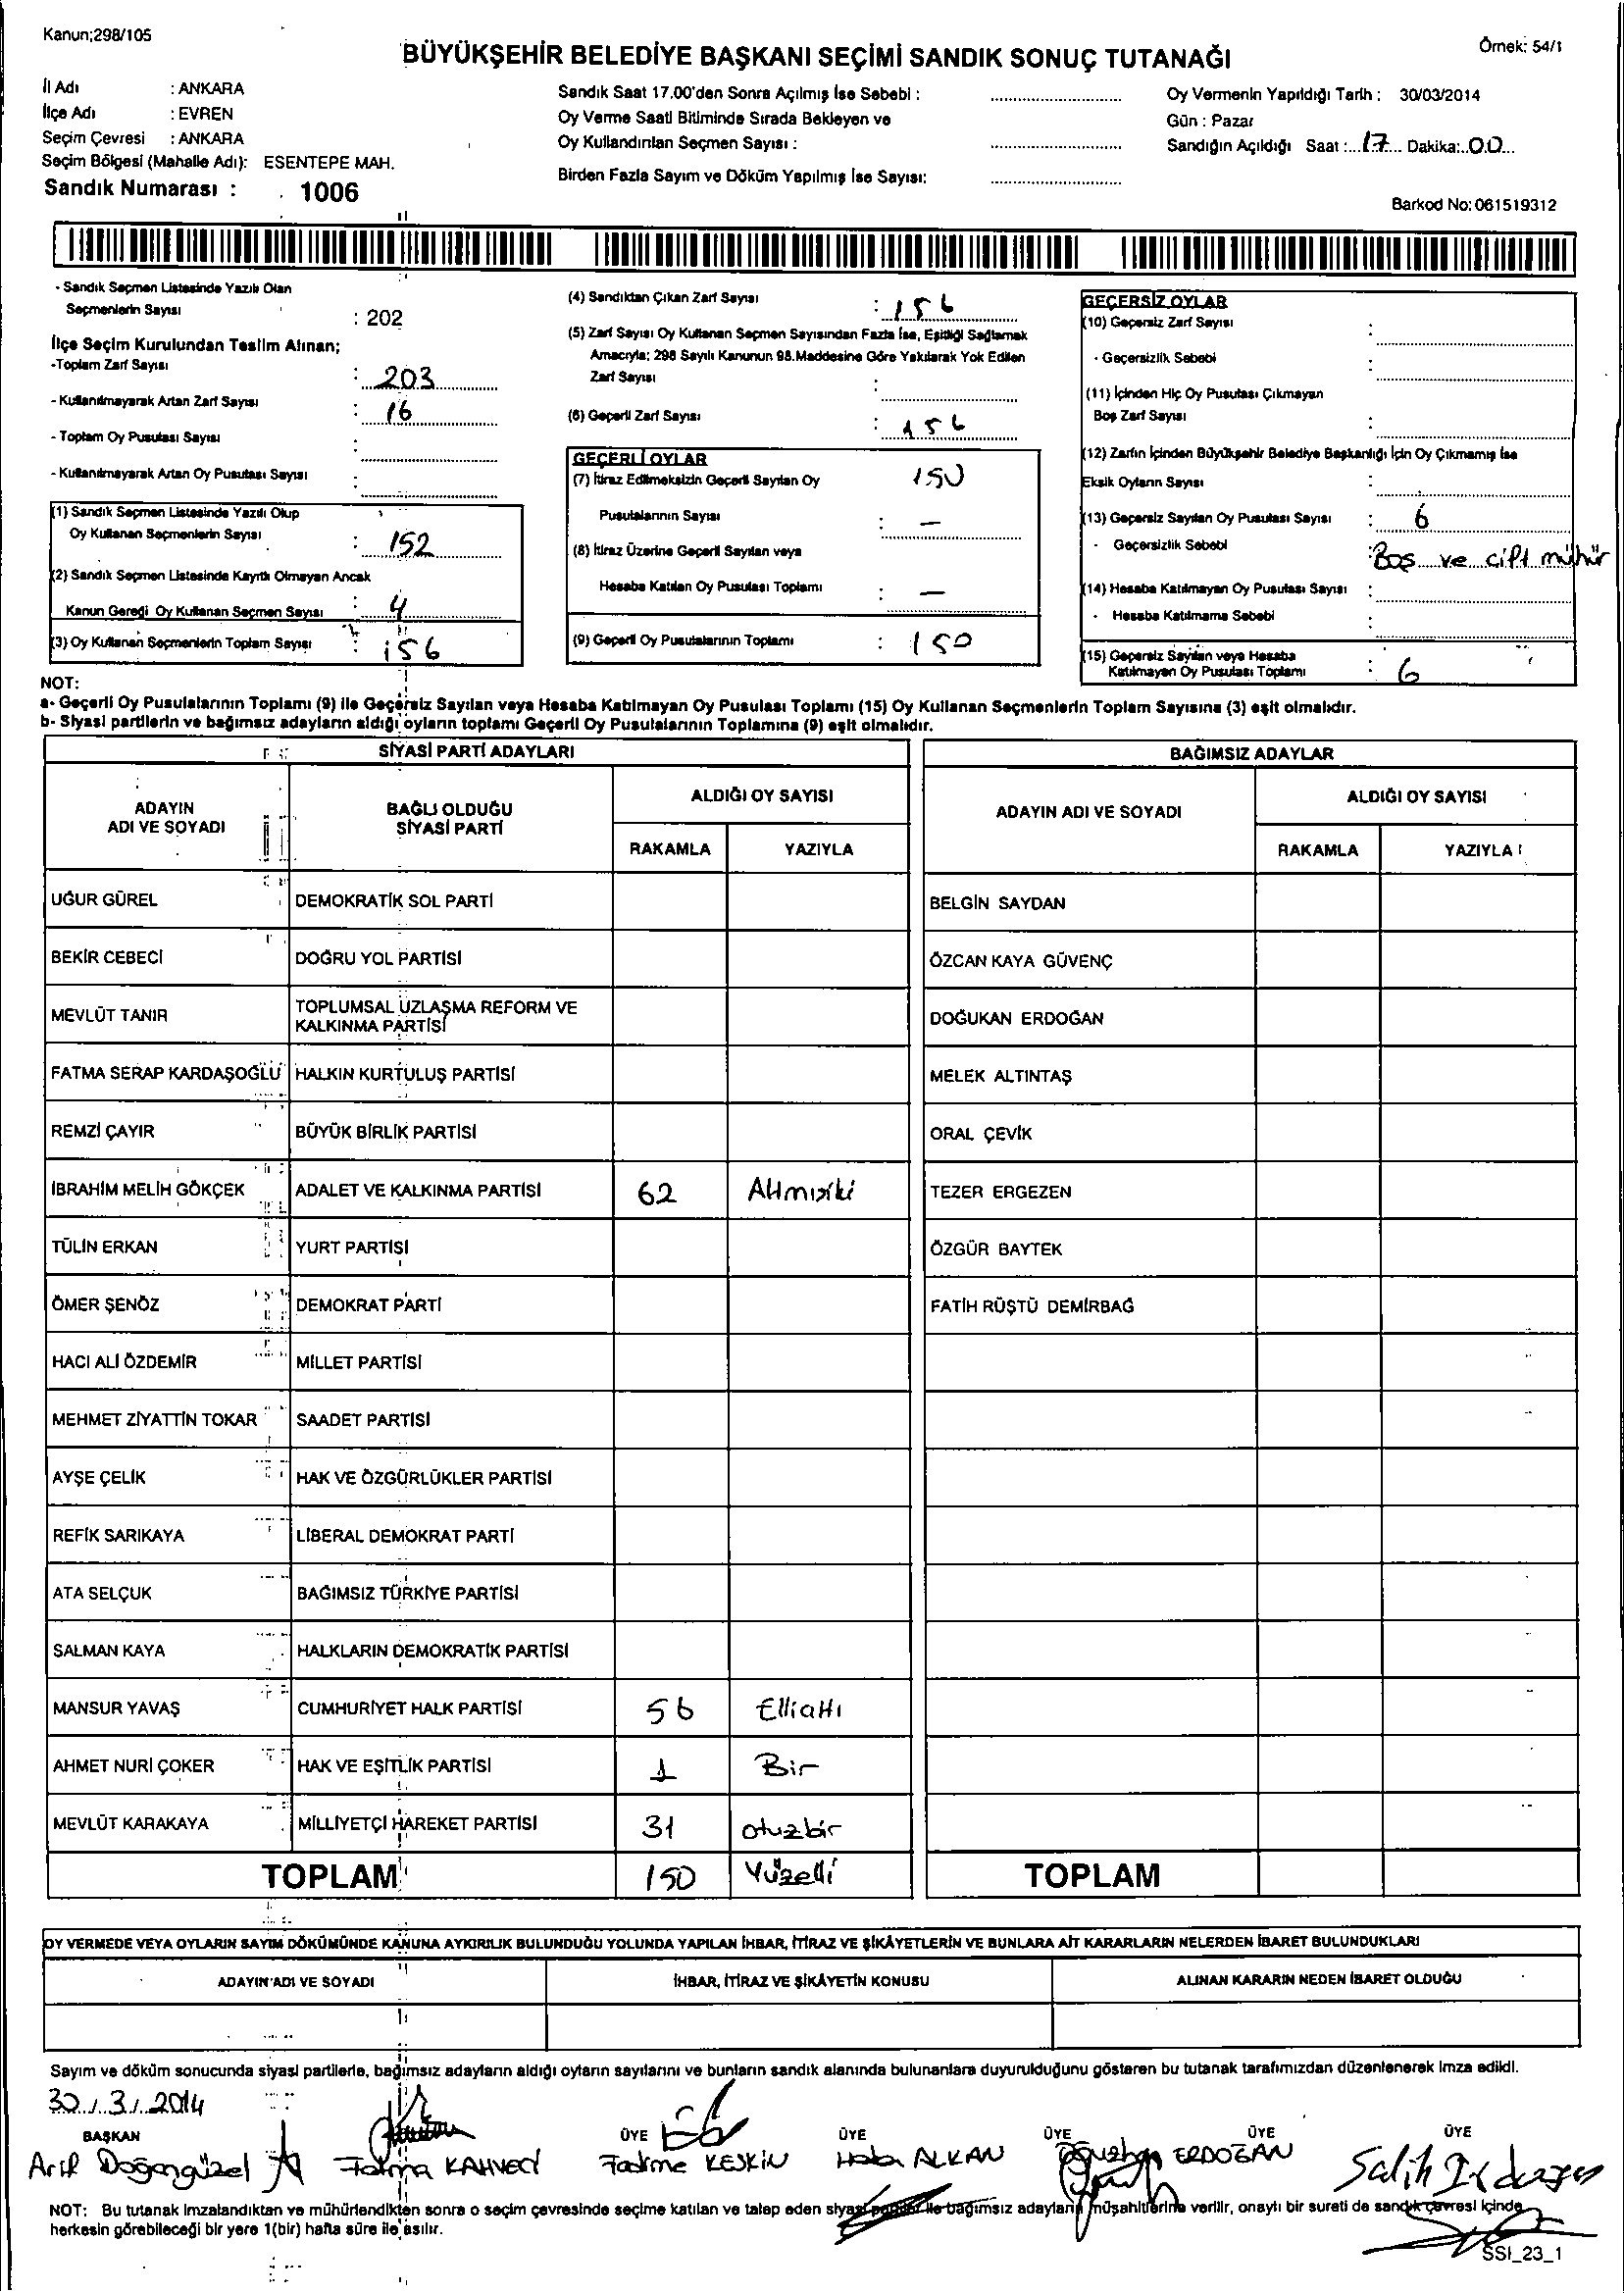 Kanun;298/105
BÜYÜKŞEHİR BELEDİYE BAŞKANI SEÇİMİ SANDIK SONUÇ TUTANAĞI
Örnek: 54/1
İl Adı : ANKARA
İlçe Adı : EVREN
Seçim Çevresi : ANKARA
Seçim Bölgesi (Mahalle Adı): ESENTEPE MAH.
Sandık Numarası : 1006
Sandık Saat 17.00'den Sonra Açılmış İse Sebebi :
Oy Verme Saati Bitiminde Sırada Bekleyen ve
Oy Kullandırılan Seçmen Sayısı :
Birden Fazla Sayım ve Döküm Yapılmış İse Sayısı:
Oy Vermenin Yapıldığı Tarih : 30/03/2014
Gün : Pazar
Sandığın Açıldığı Saat :...17... Dakika:..00...
Barkod No: 061519312
- Sandık Seçmen Listesinde Yazılı Olan
Seçmenlerin Sayısı : 202
İlçe Seçim Kurulundan Teslim Alınan;
-Toplam Zarf Sayısı : 203
- Kullanılmayarak Artan Zarf Sayısı : 16
- Toplam Oy Pusulası Sayısı :
- Kullanılmayarak Artan Oy Pusulası Sayısı :
(1) Sandık Seçmen Listesinde Yazılı Olup
Oy Kullanan Seçmenlerin Sayısı : 152
(2) Sandık Seçmen Listesinde Kayıtlı Olmayan Ancak
Kanun Gereği Oy Kullanan Seçmen Sayısı : 4
(3) Oy Kullanan Seçmenlerin Toplam Sayısı : 156
(4) Sandıktan Çıkan Zarf Sayısı : 156
(5) Zarf Sayısı Oy Kullanan Seçmen Sayısından Fazla İse, Eşitliği Sağlamak
Amacıyla; 298 Sayılı Kanunun 98.Maddesine Göre Yakılarak Yok Edilen
Zarf Sayısı :
(6) Geçerli Zarf Sayısı : 156
GEÇERLİ OYLAR
(7) İtiraz Edilmeksizin Geçerli Sayılan Oy 150
Pusulalarının Sayısı : –
(8) İtiraz Üzerine Geçerli Sayılan veya
Hesaba Katılan Oy Pusulası Toplamı : –
(9) Geçerli Oy Pusulalarının Toplamı : 150
GEÇERSİZ OYLAR
(10) Geçersiz Zarf Sayısı :
- Geçersizlik Sebebi :
(11) İçinden Hiç Oy Pusulası Çıkmayan
Boş Zarf Sayısı :
(12) Zarfın İçinden Büyükşehir Belediye Başkanlığı İçin Oy Çıkmamış İse
Eksik Oyların Sayısı :
(13) Geçersiz Sayılan Oy Pusulası Sayısı : 6
- Geçersizlik Sebebi : Boş ve çift mühür
(14) Hesaba Katılmayan Oy Pusulası Sayısı :
- Hesaba Katılmama Sebebi :
(15) Geçersiz Sayılan veya Hesaba
Katılmayan Oy Pusulası Toplamı : 6
NOT:
a- Geçerli Oy Pusulalarının Toplamı (9) ile Geçersiz Sayılan veya Hesaba Katılmayan Oy Pusulası Toplamı (15) Oy Kullanan Seçmenlerin Toplam Sayısına (3) eşit olmalıdır.
b- Siyasi partilerin ve bağımsız adayların aldığı oyların toplamı Geçerli Oy Pusulalarının Toplamına (9) eşit olmalıdır.
SİYASİ PARTİ ADAYLARI
ADAYIN ADI VE SOYADI
BAĞLI OLDUĞU SİYASİ PARTİ
ALDIĞI OY SAYISI
RAKAMLA YAZIYLA
UĞUR GÜREL DEMOKRATİK SOL PARTİ
BEKİR CEBECİ DOĞRU YOL PARTİSİ
MEVLÜT TANIR TOPLUMSAL UZLAŞMA REFORM VE KALKINMA PARTİSİ
FATMA SERAP KARDAŞOĞLU HALKIN KURTULUŞ PARTİSİ
REMZİ ÇAYIR BÜYÜK BİRLİK PARTİSİ
İBRAHİM MELİH GÖKÇEK ADALET VE KALKINMA PARTİSİ 62 Altmışiki
TÜLİN ERKAN YURT PARTİSİ
ÖMER ŞENÖZ DEMOKRAT PARTİ
HACI ALİ ÖZDEMİR MİLLET PARTİSİ
MEHMET ZİYATTİN TOKAR SAADET PARTİSİ
AYŞE ÇELİK HAK VE ÖZGÜRLÜKLER PARTİSİ
REFİK SARIKAYA LİBERAL DEMOKRAT PARTİ
ATA SELÇUK BAĞIMSIZ TÜRKİYE PARTİSİ
SALMAN KAYA HALKLARIN DEMOKRATİK PARTİSİ
MANSUR YAVAŞ CUMHURİYET HALK PARTİSİ 56 Elliattı
AHMET NURİ ÇOKER HAK VE EŞİTLİK PARTİSİ 1 Bir
MEVLÜT KARAKAYA MİLLİYETÇİ HAREKET PARTİSİ 31 otuzbir
TOPLAM 150 Yüzelli
BAĞIMSIZ ADAYLAR
ADAYIN ADI VE SOYADI
ALDIĞI OY SAYISI
RAKAMLA YAZIYLA
BELGİN SAYDAN
ÖZCAN KAYA GÜVENÇ
DOĞUKAN ERDOĞAN
MELEK ALTINTAŞ
ORAL ÇEVİK
TEZER ERGEZEN
ÖZGÜR BAYTEK
FATİH RÜŞTÜ DEMİRBAĞ
TOPLAM
OY VERMEDE VEYA OYLARIN SAYIM DÖKÜMÜNDE KANUNA AYKIRILIK BULUNDUĞU YOLUNDA YAPILAN İHBAR, İTİRAZ VE ŞİKÂYETLERİN VE BUNLARA AİT KARARLARIN NELERDEN İBARET BULUNDUKLARI
ADAYIN ADI VE SOYADI İHBAR, İTİRAZ VE ŞİKÂYETİN KONUSU ALINAN KARARIN NEDEN İBARET OLDUĞU
Sayım ve döküm sonucunda siyasi partilerle, bağımsız adayların aldığı oyların sayılarını ve bunların sandık alanında bulunanlara duyurulduğunu gösteren bu tutanak tarafımızdan düzenlenerek imza edildi.
30./.3./..2014
BAŞKAN ÜYE ÜYE ÜYE ÜYE
Arif Doğangüzel Fatma KAHVECİ Fadime KESKİN ALKAN Oğuzhan ERDOĞAN Salih
NOT: Bu tutanak imzalandıktan ve mühürlendikten sonra o seçim çevresinde seçime katılan ve talep eden siyasi partiler ile bağımsız adayların müşahitlerine verilir, onaylı bir sureti de sandık çevresi içinde
herkesin görebileceği bir yere 1(bir) hafta süre ile asılır.
SSI_23_1